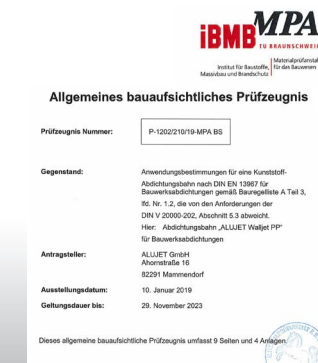 iBMB MPA
TU BRAUNSCHWEIG
Institut für Baustoffe,
Massivbau und Brandschutz
Materialprüfanstalt
für das Bauwesen
Allgemeines bauaufsichtliches Prüfzeugnis
Prüfzeugnis Nummer:
P-1202/210/19-MPA BS
Gegenstand:
Anwendungsbestimmungen für eine Kunststoff-
Abdichtungsbahn nach DIN EN 13967 für
Bauwerksabdichtungen gemäß Bauregelliste A Teil 3,
lfd. Nr. 1.2, die von den Anforderungen der
DIN V 20000-202, Abschnitt 5.3 abweicht.
Hier: Abdichtungsbahn „ALUJET Walljet PP"
für Bauwerksabdichtungen
Antragsteller:
ALUJET GmbH
Ahornstraße 16
82291 Mammendorf
Ausstellungsdatum:
10. Januar 2019
Geltungsdauer bis:
29. November 2023
Dieses allgemeine bauaufsichtliche Prüfzeugnis umfasst 9 Seiten und 4 Anlagen.